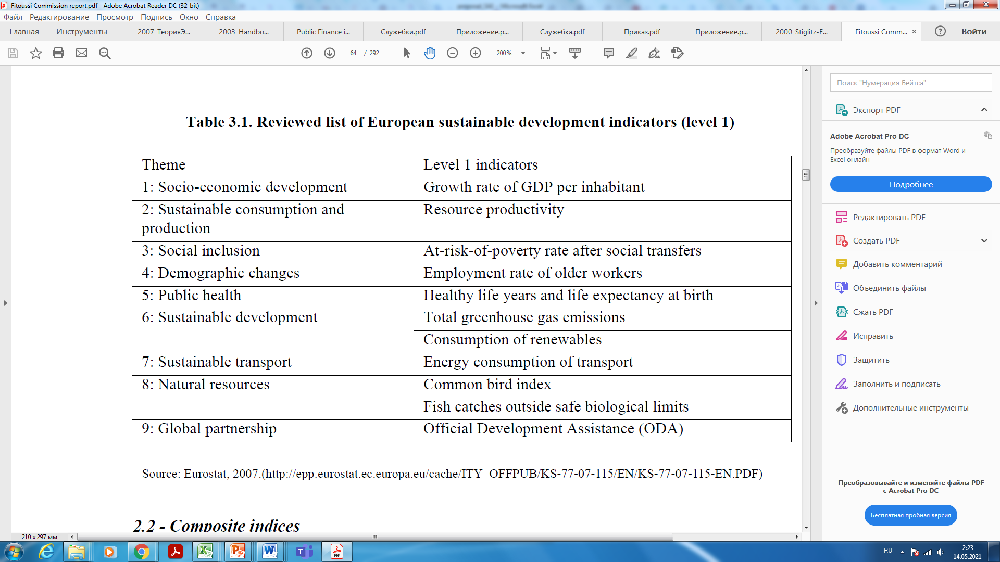 Fitoussi Commission report.pdf - Adobe Acrobat Reader DC (32-bit)
Файл Редактирование Просмотр Подпись Окно Справка
Главная Инструменты 2007_ТеорияЭ... 2003_Handbo... Public Finance i... Служебки.pdf Приложение.p... Служебка.pdf Приказ.pdf Приложение.p... 2000_Stiglitz-E... Fitoussi Comm... Войти
64 / 292 200%
Table 3.1. Reviewed list of European sustainable development indicators (level 1)
Theme Level 1 indicators
1: Socio-economic development Growth rate of GDP per inhabitant
2: Sustainable consumption and Resource productivity
production
3: Social inclusion At-risk-of-poverty rate after social transfers
4: Demographic changes Employment rate of older workers
5: Public health Healthy life years and life expectancy at birth
6: Sustainable development Total greenhouse gas emissions
Consumption of renewables
7: Sustainable transport Energy consumption of transport
8: Natural resources Common bird index
Fish catches outside safe biological limits
9: Global partnership Official Development Assistance (ODA)
Source: Eurostat, 2007.(http://epp.eurostat.ec.europa.eu/cache/ITY_OFFPUB/KS-77-07-115/EN/KS-77-07-115-EN.PDF)
2.2 - Composite indices
210 x 297 мм
Поиск "Нумерация Бейтса"
Экспорт PDF
Adobe Acrobat Pro DC
Преобразуйте файлы PDF в формат Word и
Excel онлайн
Подробнее
Редактировать PDF
Создать PDF
Добавить комментарий
Объединить файлы
Сжать PDF
Исправить
Защитить
Заполнить и подписать
Дополнительные инструменты
Преобразовывайте и изменяйте файлы PDF
с Acrobat Pro DC
Бесплатная пробная версия
RU
2:23
14.05.2021